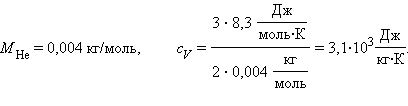 M_He = 0,004 кг/моль, c_V = (3 · 8,3 Дж/(моль·К)) / (2 · 0,004 кг/моль) = 3,1·10³ Дж/(кг·К).